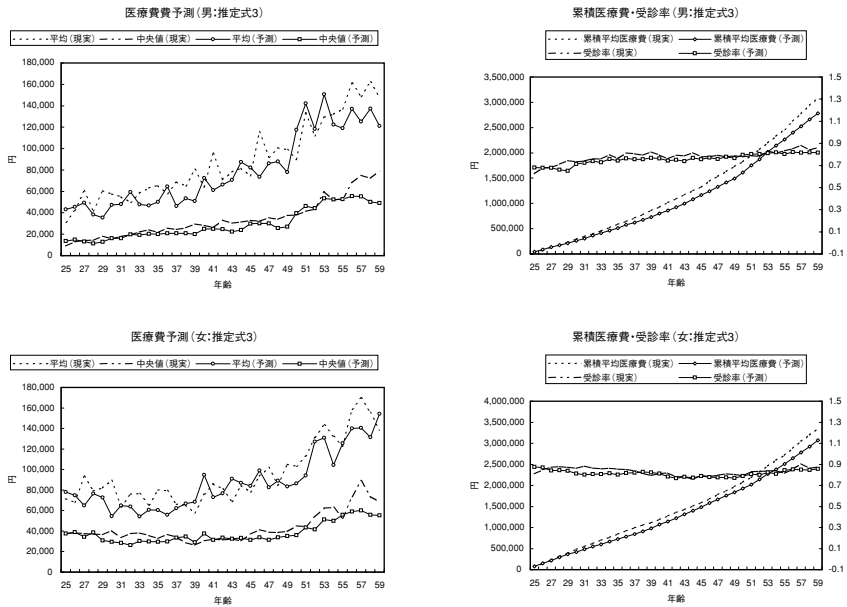 医療費費予測（男：推定式3）
平均（現実） 中央値（現実） 平均（予測） 中央値（予測）
180,000
160,000
140,000
120,000
100,000
80,000
60,000
40,000
20,000
0
円
25 27 29 31 33 35 37 39 41 43 45 47 49 51 53 55 57 59
年齢
累積医療費・受診率（男：推定式3）
累積平均医療費（現実） 累積平均医療費（予測）
受診率（現実） 受診率（予測）
3,500,000
3,000,000
2,500,000
2,000,000
1,500,000
1,000,000
500,000
0
円
1.5
1.3
1.1
0.9
0.7
0.5
0.3
0.1
-0.1
25 27 29 31 33 35 37 39 41 43 45 47 49 51 53 55 57 59
年齢
医療費予測（女：推定式3）
平均（現実） 中央値（現実） 平均（予測） 中央値（予測）
180,000
160,000
140,000
120,000
100,000
80,000
60,000
40,000
20,000
0
円
25 27 29 31 33 35 37 39 41 43 45 47 49 51 53 55 57 59
年齢
累積医療費・受診率（女：推定式3）
累積平均医療費（現実） 累積平均医療費（予測）
受診率（現実） 受診率（予測）
4,000,000
3,500,000
3,000,000
2,500,000
2,000,000
1,500,000
1,000,000
500,000
0
円
1.5
1.3
1.1
0.9
0.7
0.5
0.3
0.1
-0.1
25 27 29 31 33 35 37 39 41 43 45 47 49 51 53 55 57 59
年齢